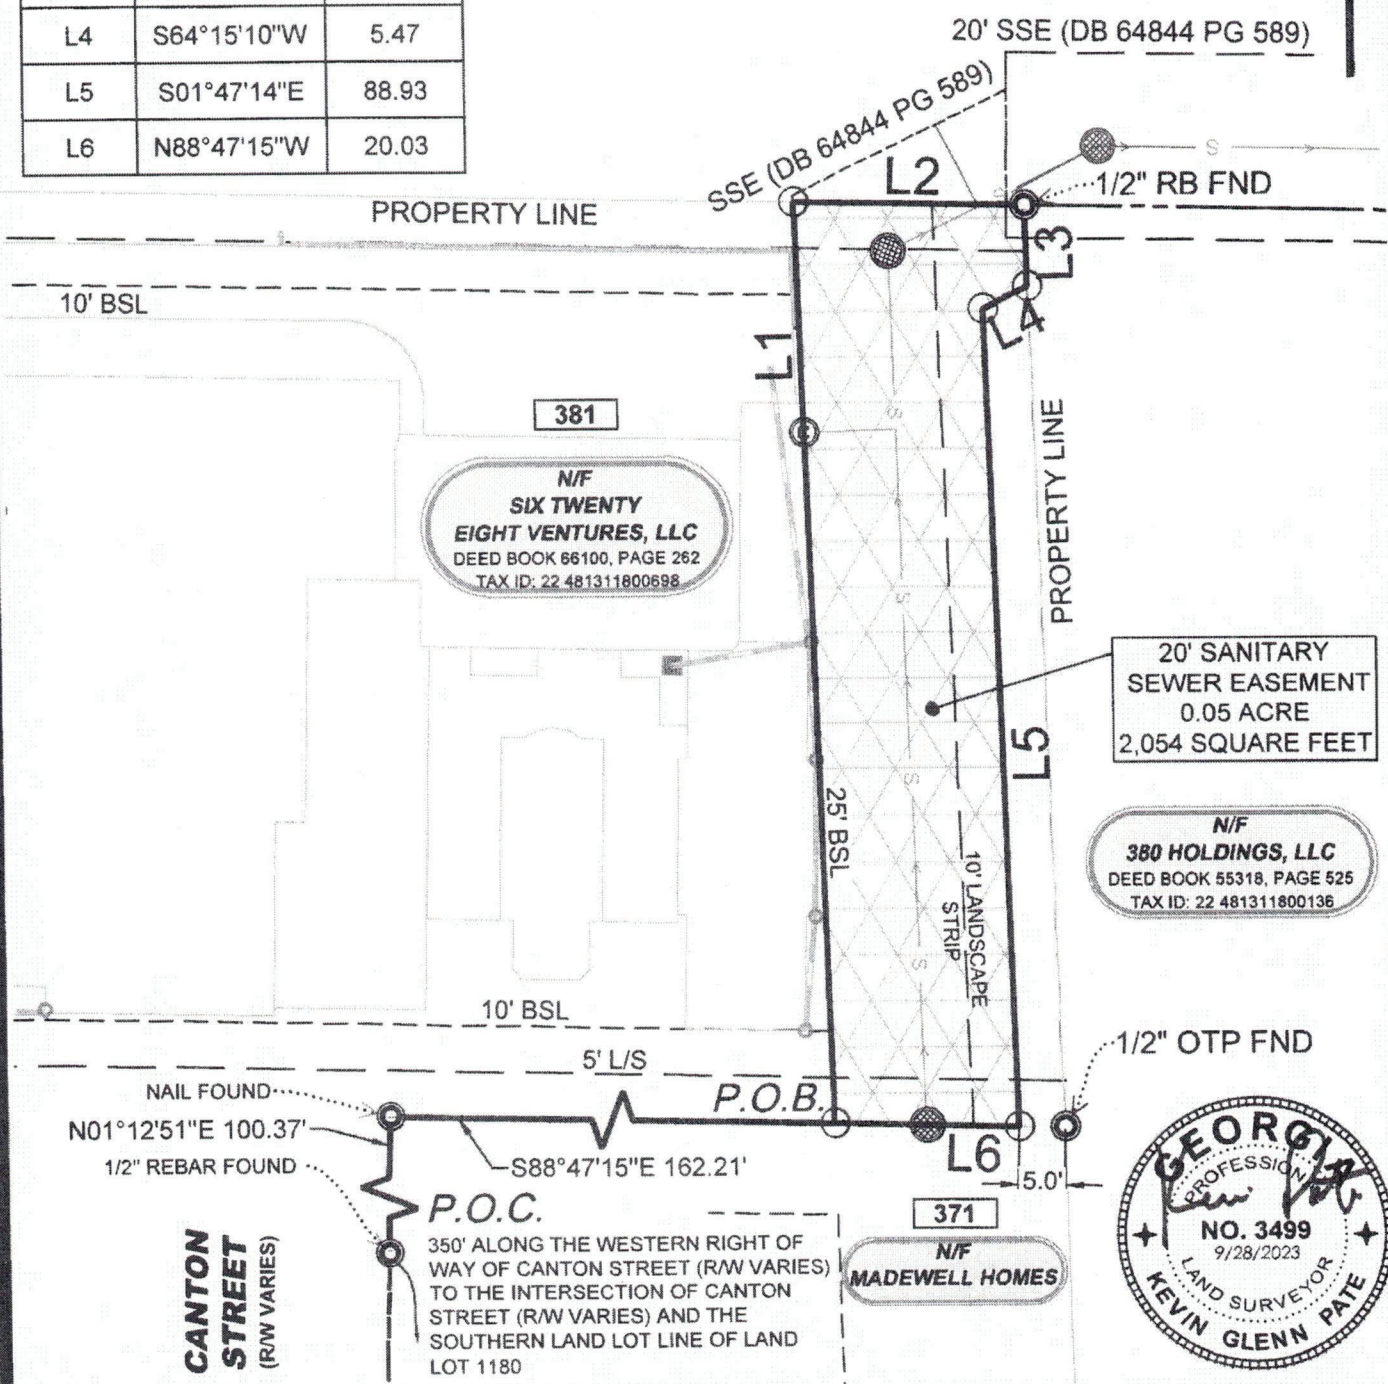 L4 S64°15'10"W 5.47
L5 S01°47'14"E 88.93
L6 N88°47'15"W 20.03
20' SSE (DB 64844 PG 589)
SSE (DB 64844 PG 589)
L2
S
1/2" RB FND
PROPERTY LINE
L3
10' BSL
L4
L1
S
381
PROPERTY LINE
N/F
SIX TWENTY
EIGHT VENTURES, LLC
DEED BOOK 66100, PAGE 262
TAX ID: 22 481311800698
S
20' SANITARY
SEWER EASEMENT
0.05 ACRE
2,054 SQUARE FEET
L5
S
25' BSL
N/F
380 HOLDINGS, LLC
DEED BOOK 55318, PAGE 525
TAX ID: 22 481311800136
10' LANDSCAPE
STRIP
S
10' BSL
5' L/S
1/2" OTP FND
NAIL FOUND
P.O.B.
N01°12'51"E 100.37'
1/2" REBAR FOUND
S88°47'15"E 162.21'
L6
5.0'
P.O.C.
350' ALONG THE WESTERN RIGHT OF
WAY OF CANTON STREET (R/W VARIES)
TO THE INTERSECTION OF CANTON
STREET (R/W VARIES) AND THE
SOUTHERN LAND LOT LINE OF LAND
LOT 1180
CANTON
STREET
(R/W VARIES)
371
N/F
MADEWELL HOMES
GEORGIA
PROFESSIONAL
NO. 3499
9/28/2023
LAND SURVEYOR
KEVIN GLENN PATE